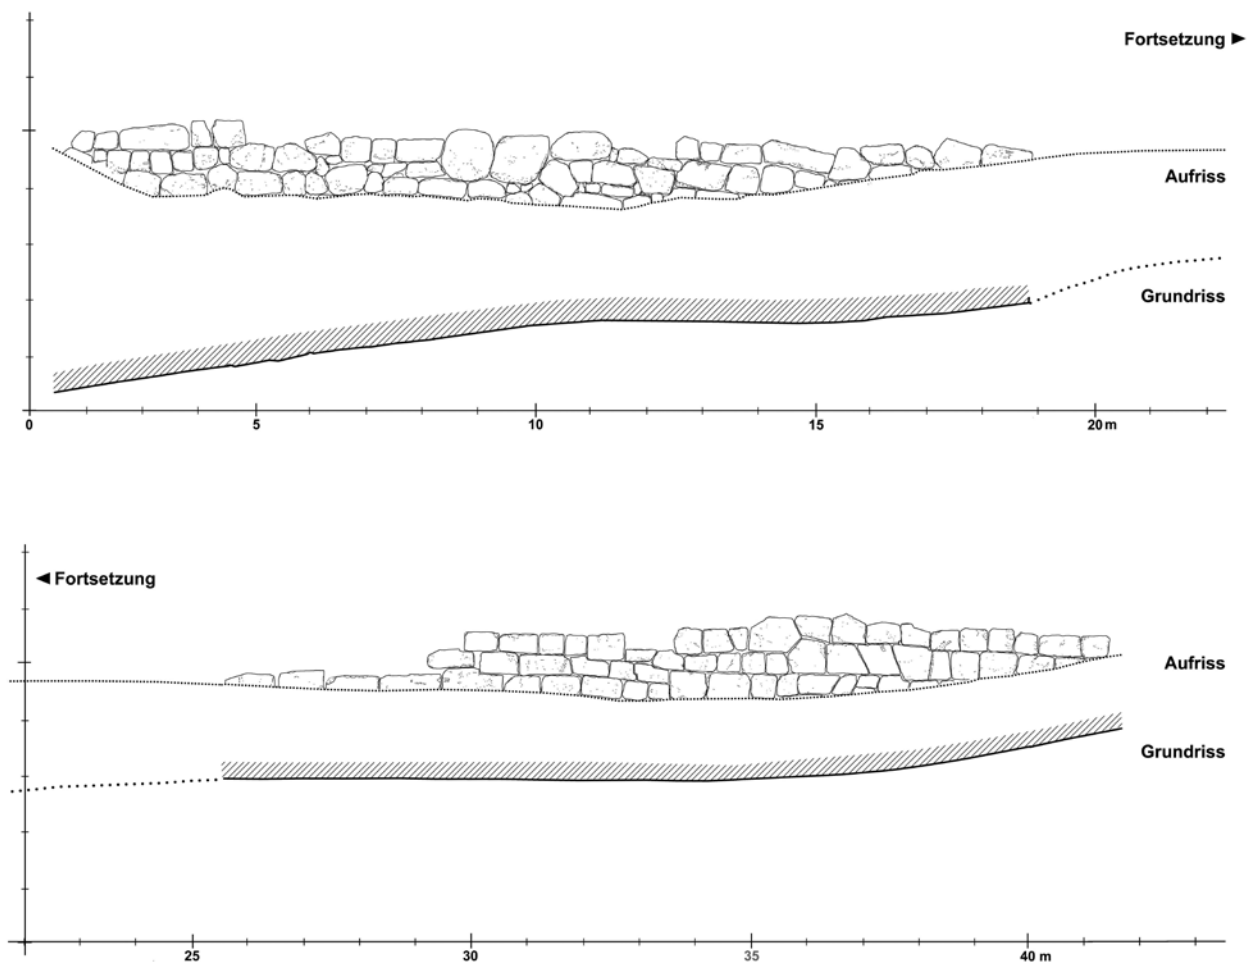 Fortsetzung ►
Aufriss
Grundriss
0 5 10 15 20 m
◄ Fortsetzung
Aufriss
Grundriss
25 30 35 40 m